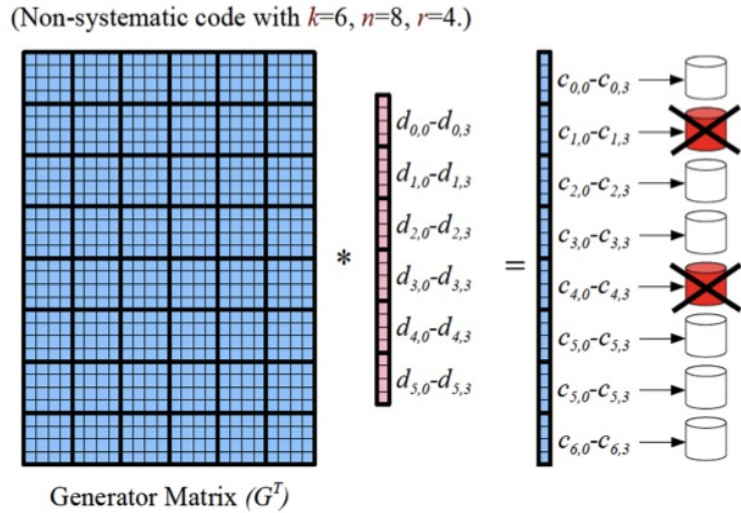 (Non-systematic code with k=6, n=8, r=4.)
c0,0-c0,3
d0,0-d0,3
c1,0-c1,3
d1,0-d1,3
c2,0-c2,3
d2,0-d2,3
c3,0-c3,3
*
=
d3,0-d3,3
c4,0-c4,3
d4,0-d4,3
c5,0-c5,3
d5,0-d5,3
c5,0-c5,3
c6,0-c6,3
Generator Matrix (G^T)